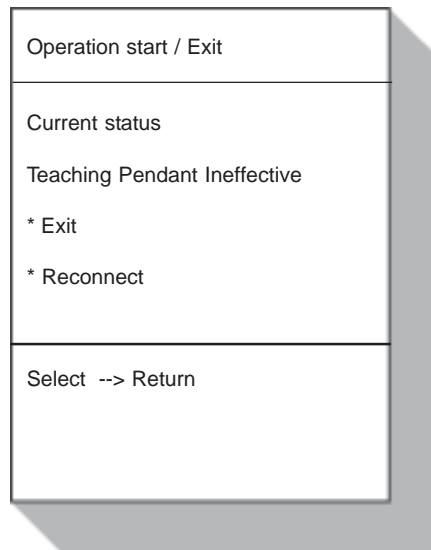 Operation start / Exit
Current status
Teaching Pendant Ineffective
* Exit
* Reconnect
Select --> Return